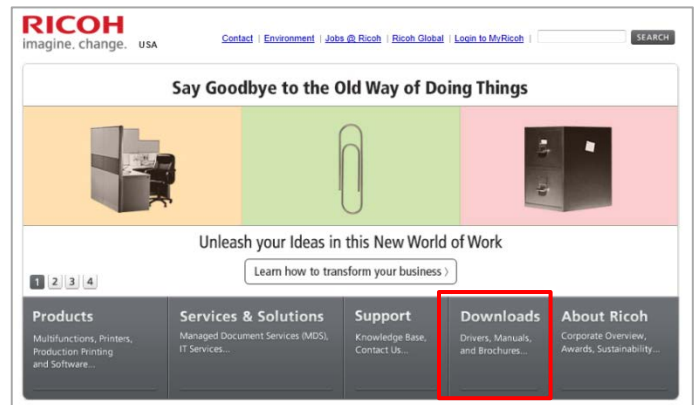 RICOH
imagine. change. USA
Contact | Environment | Jobs @ Ricoh | Ricoh Global | Login to MyRicoh | SEARCH
Say Goodbye to the Old Way of Doing Things
Unleash your Ideas in this New World of Work
Learn how to transform your business >
1 2 3 4
Products
Multifunctions, Printers,
Production Printing
and Software...
Services & Solutions
Managed Document Services (MDS),
IT Services...
Support
Knowledge Base,
Contact Us...
Downloads
Drivers, Manuals,
and Brochures...
About Ricoh
Corporate Overview,
Awards, Sustainability...